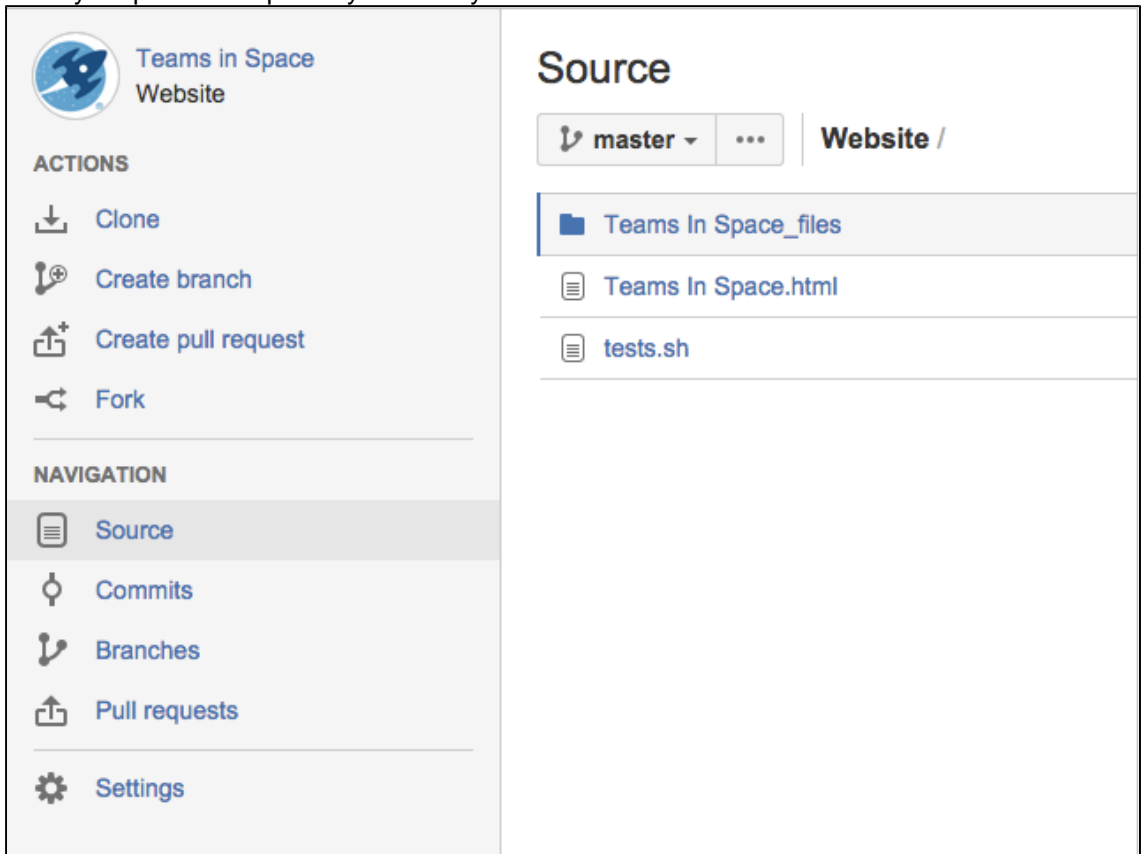 Teams in Space
Website
ACTIONS
Clone
Create branch
Create pull request
Fork
NAVIGATION
Source
Commits
Branches
Pull requests
Settings
Source
master ••• Website /
Teams In Space_files
Teams In Space.html
tests.sh